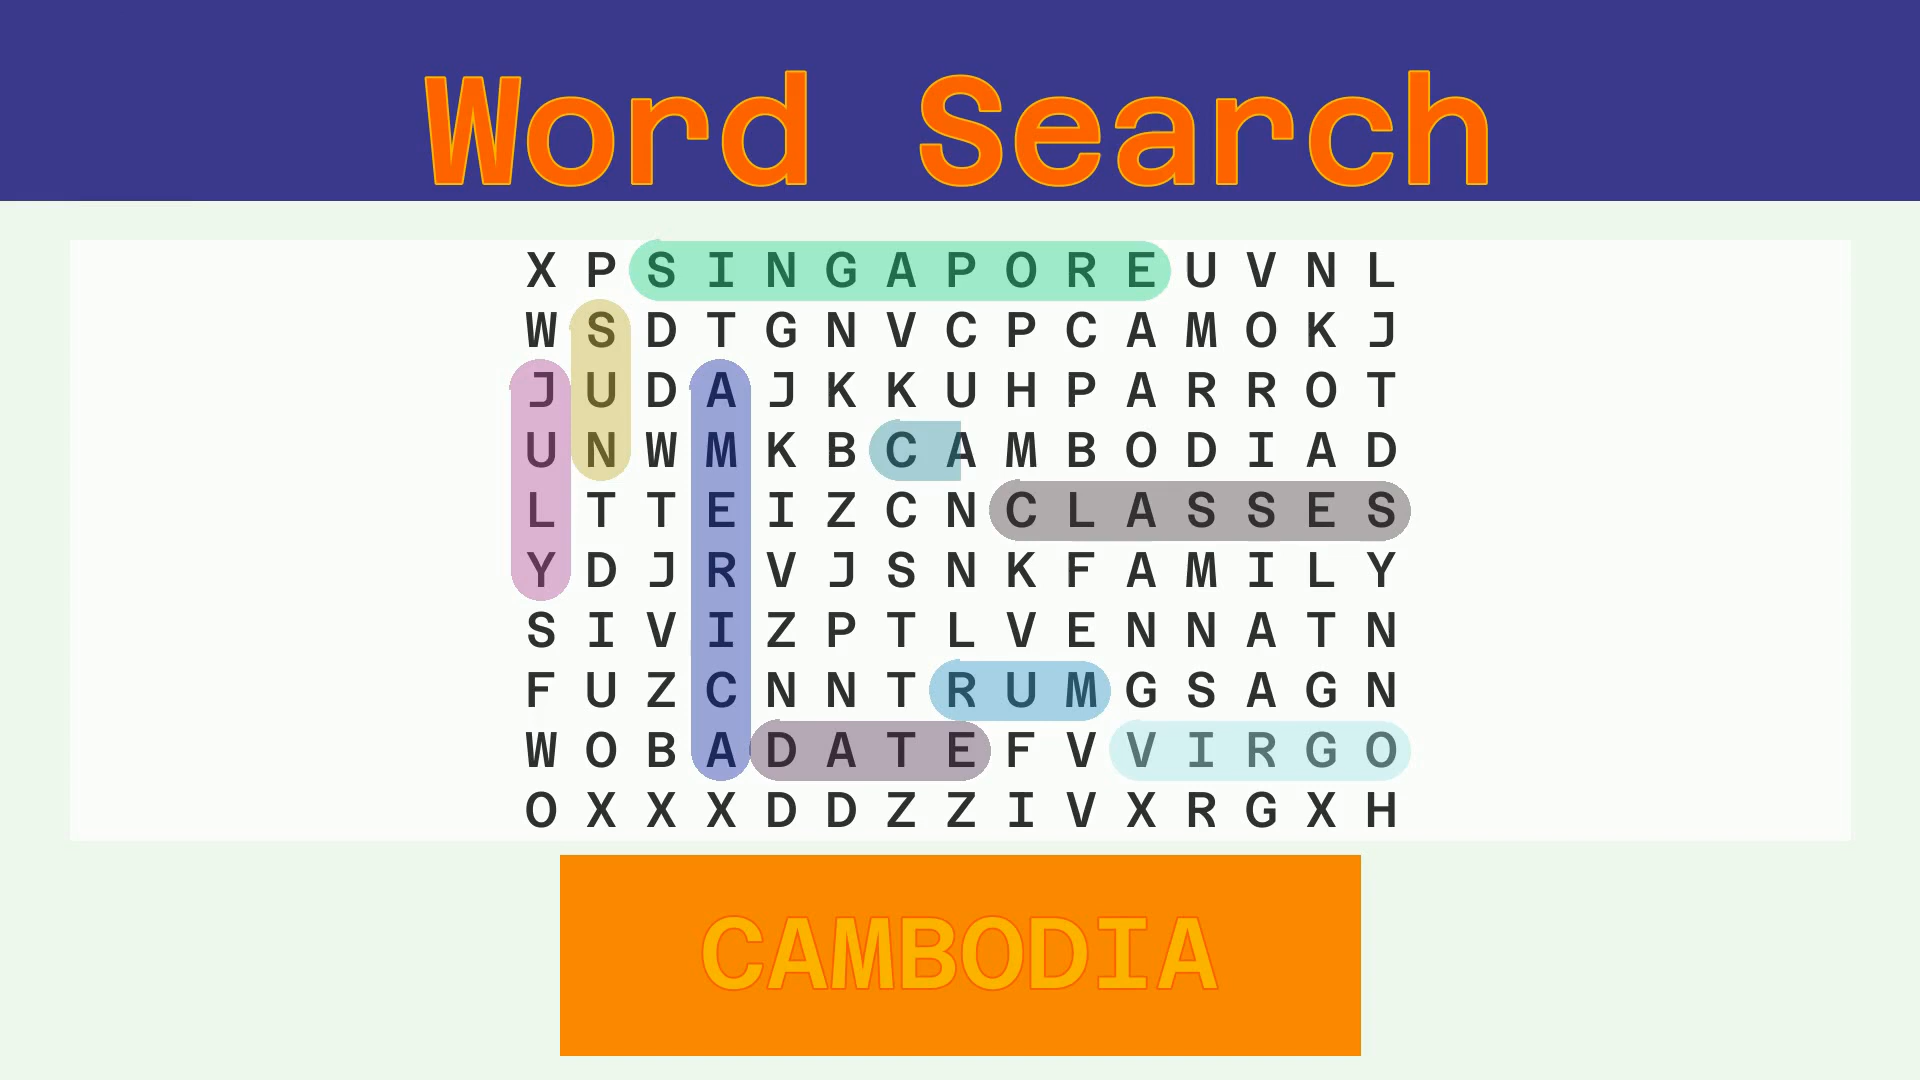 Word Search
X P S I N G A P O R E U V N L
W S D T G N V C P C A M O K J
J U D A J K K U H P A R R O T
U N W M K B C A M B O D I A D
L T T E I Z C N C L A S S E S
Y D J R V J S N K F A M I L Y
S I V I Z P T L V E N N A T N
F U Z C N N T R U M G S A G N
W O B A D A T E F V V I R G O
O X X X D D Z Z I V X R G X H
CAMBODIA